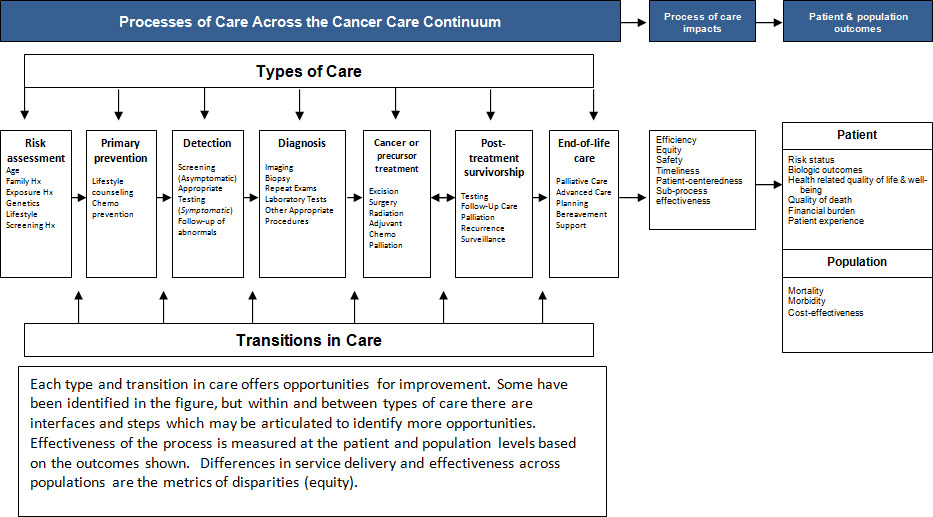 Processes of Care Across the Cancer Care Continuum
Process of care
impacts
Patient & population
outcomes
Types of Care
Risk
assessment
Age
Family Hx
Exposure Hx
Genetics
Lifestyle
Screening Hx
Primary
prevention
Lifestyle
counseling
Chemo
prevention
Detection
Screening
(Asymptomatic)
Appropriate
Testing
(Symptomatic)
Follow-up of
abnormals
Diagnosis
Imaging
Biopsy
Repeat Exams
Laboratory Tests
Other Appropriate
Procedures
Cancer or
precursor
treatment
Excision
Surgery
Radiation
Adjuvant
Chemo
Palliation
Post-
treatment
survivorship
Testing
Follow-Up Care
Palliation
Recurrence
Surveillance
End-of-life
care
Palliative Care
Advanced Care
Planning
Bereavement
Support
Efficiency
Equity
Safety
Timeliness
Patient-centeredness
Sub-process
effectiveness
Patient
Risk status
Biologic outcomes
Health related quality of life & well-
being
Quality of death
Financial burden
Patient experience
Population
Mortality
Morbidity
Cost-effectiveness
Transitions in Care
Each type and transition in care offers opportunities for improvement. Some have
been identified in the figure, but within and between types of care there are
interfaces and steps which may be articulated to identify more opportunities.
Effectiveness of the process is measured at the patient and population levels based
on the outcomes shown. Differences in service delivery and effectiveness across
populations are the metrics of disparities (equity).